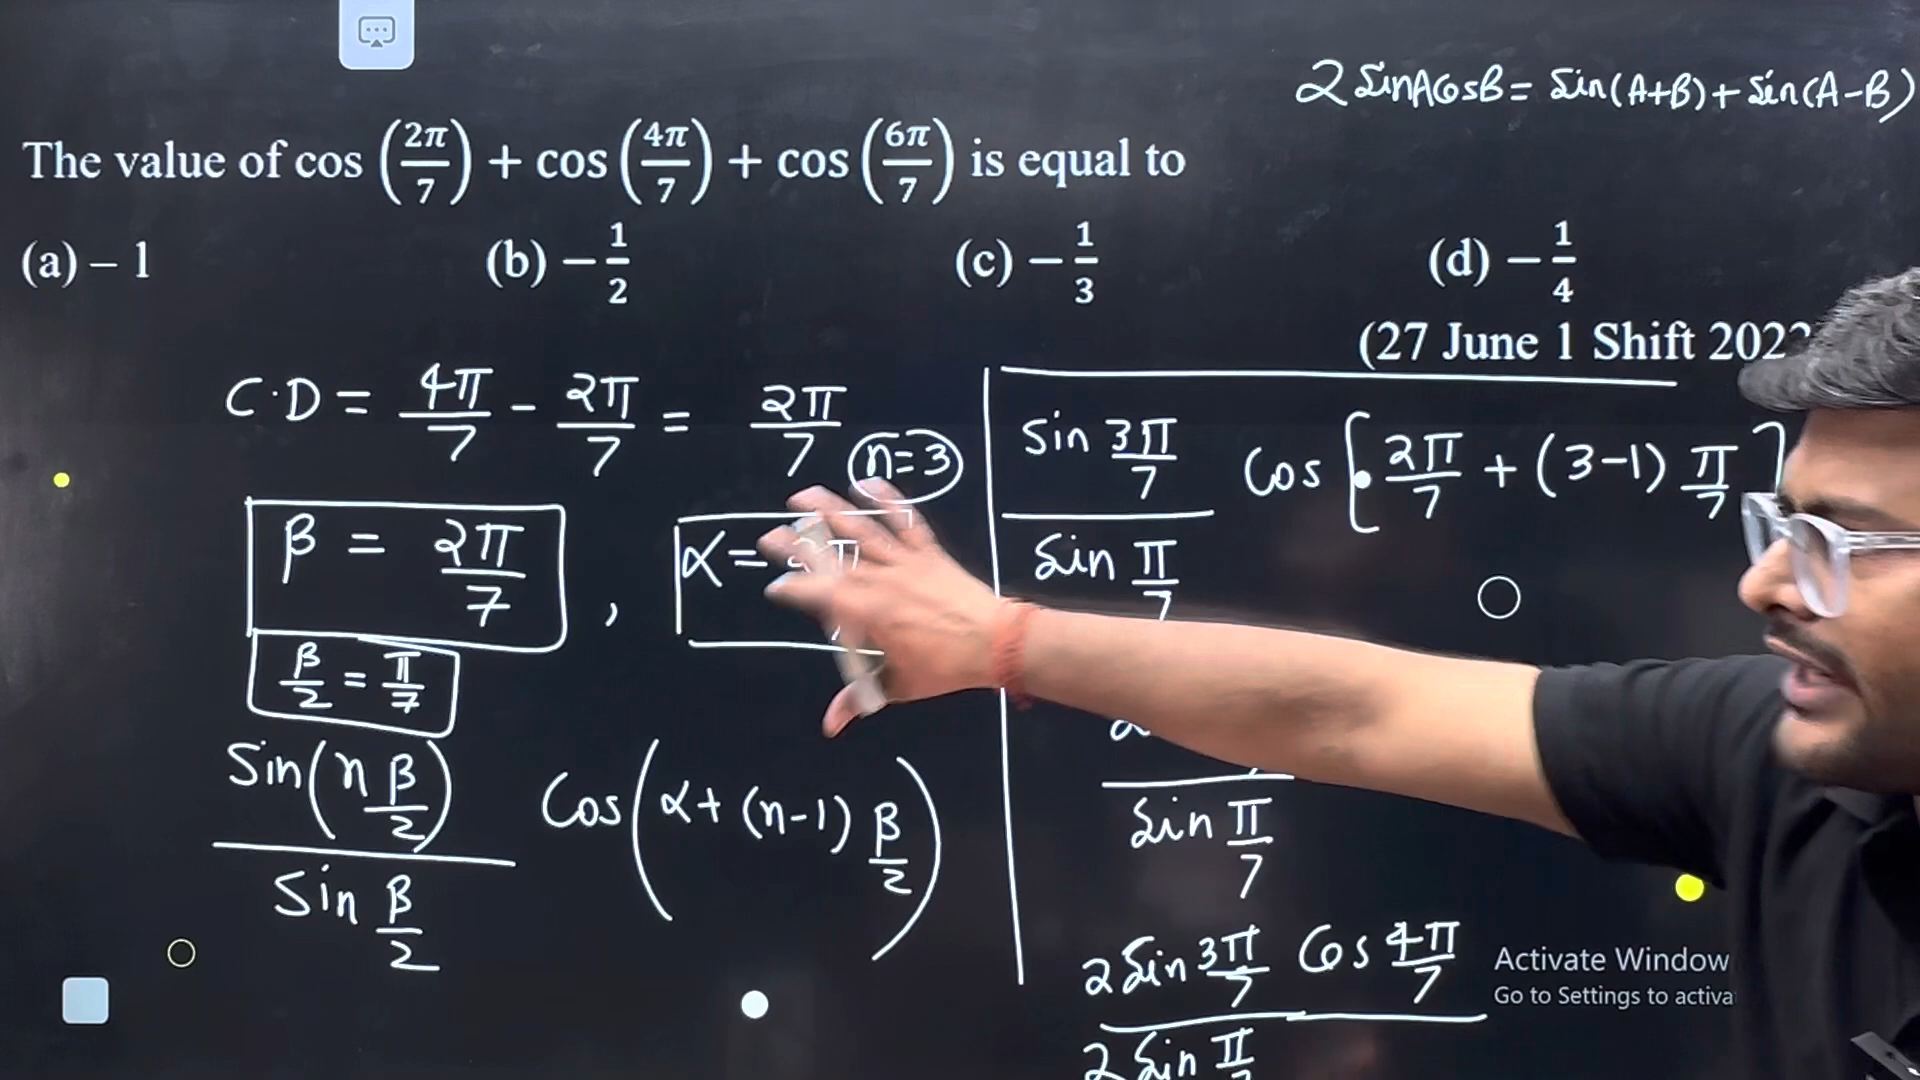 2 SinACosB = Sin(A+B) + Sin(A-B)
The value of cos (2π/7) + cos (4π/7) + cos (6π/7) is equal to
(a) – 1 (b) – 1/2 (c) – 1/3 (d) – 1/4
(27 June 1 Shift 2022
C·D = 4π/7 - 2π/7 = 2π/7 n=3
β = 2π/7 , α =
β/2 = π/7
Sin(n β/2) / Sin β/2 Cos(α + (n-1) β/2)
Sin 3π/7 / Sin π/7 Cos [ 2π/7 + (3-1) π/7 ]
Sin π/7
2 Sin 3π/7 Cos 4π/7
2 Sin π/7
Activate Window
Go to Settings to activa